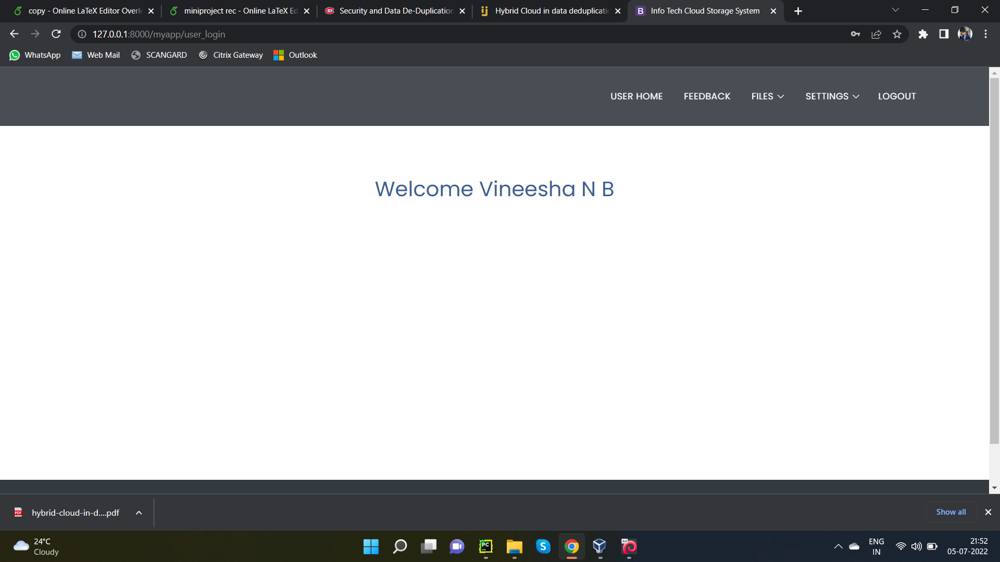 copy - Online LaTeX Editor Overle
miniproject rec - Online LaTeX Ed
Security and Data De-Duplication
Hybrid Cloud in data deduplicatio
Info Tech Cloud Storage System
127.0.0.1:8000/myapp/user_login
WhatsApp
Web Mail
SCANGARD
Citrix Gateway
Outlook
USER HOME
FEEDBACK
FILES
SETTINGS
LOGOUT
Welcome Vineesha N B
hybrid-cloud-in-d....pdf
Show all
24°C
Cloudy
ENG
IN
21:52
05-07-2022